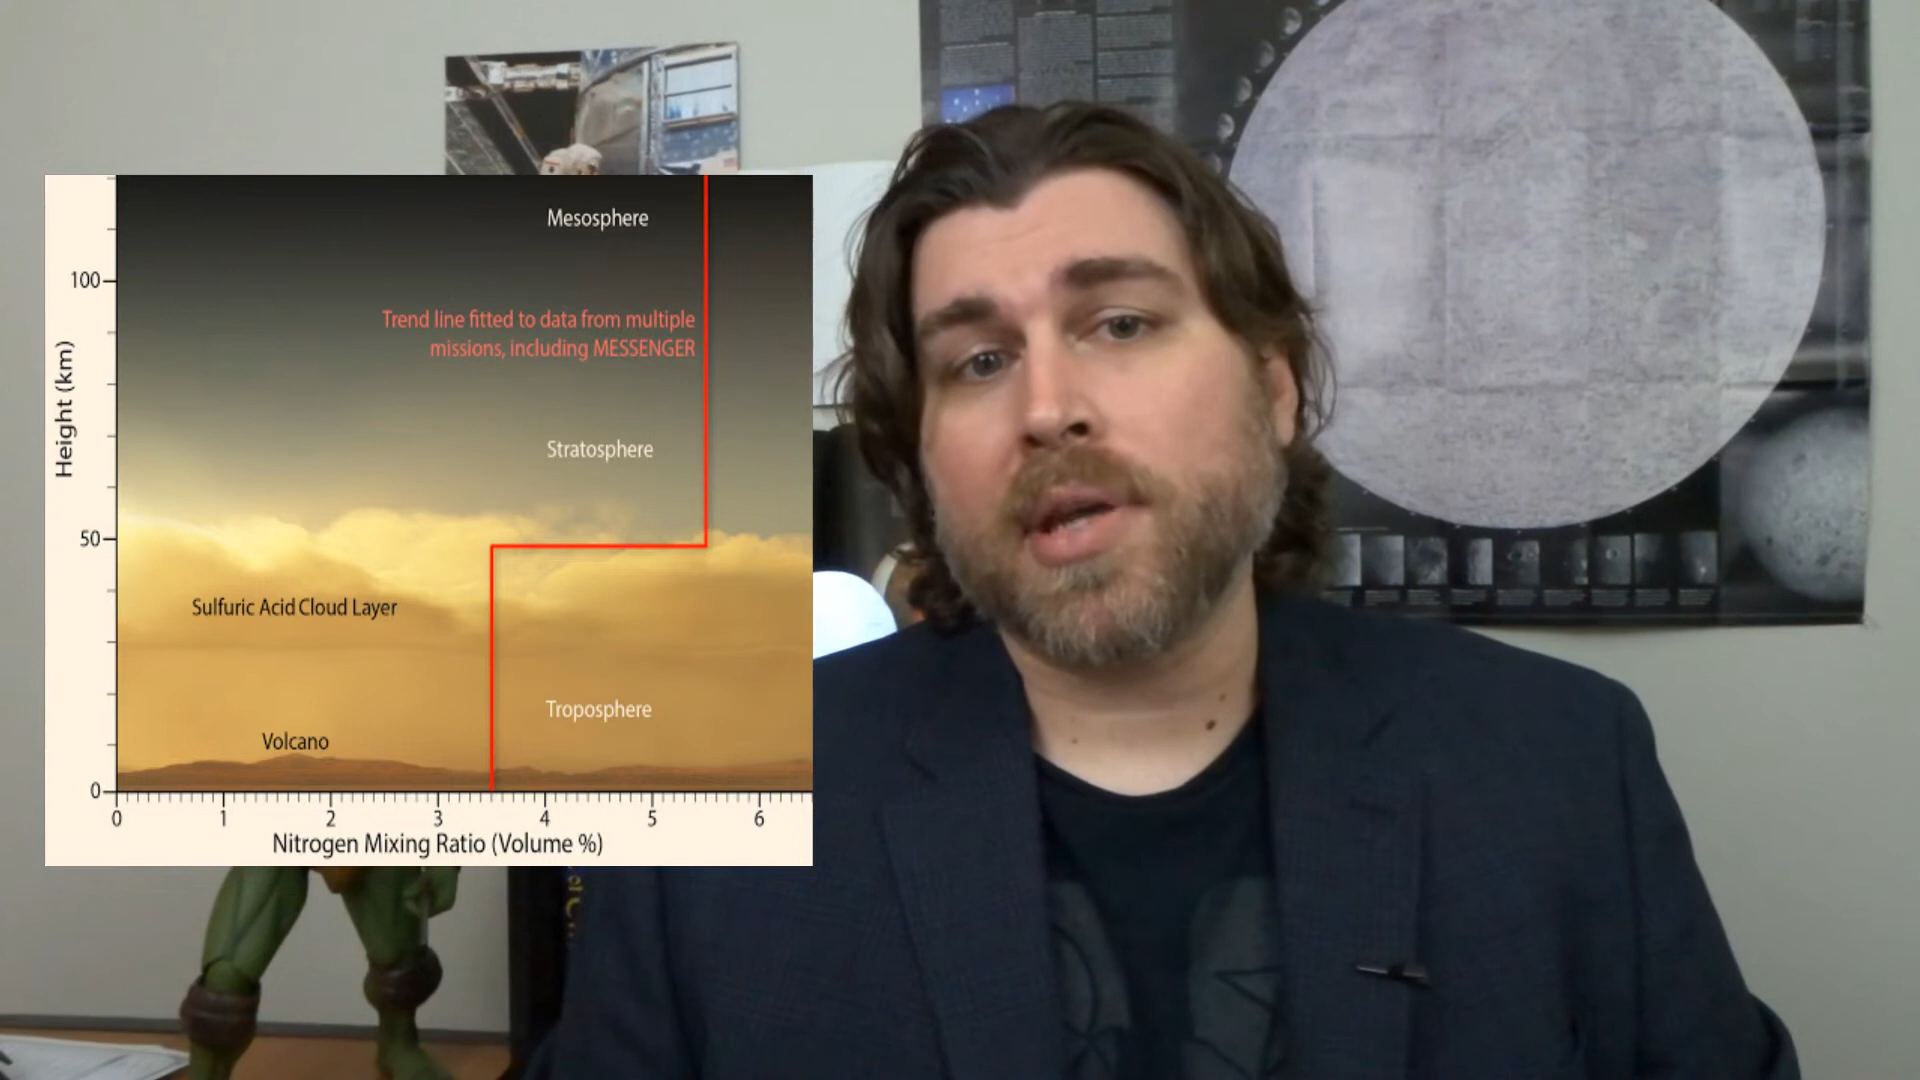 Mesosphere
100
Trend line fitted to data from multiple
missions, including MESSENGER
Height (km)
Stratosphere
50
Sulfuric Acid Cloud Layer
Troposphere
Volcano
0
0 1 2 3 4 5 6
Nitrogen Mixing Ratio (Volume %)